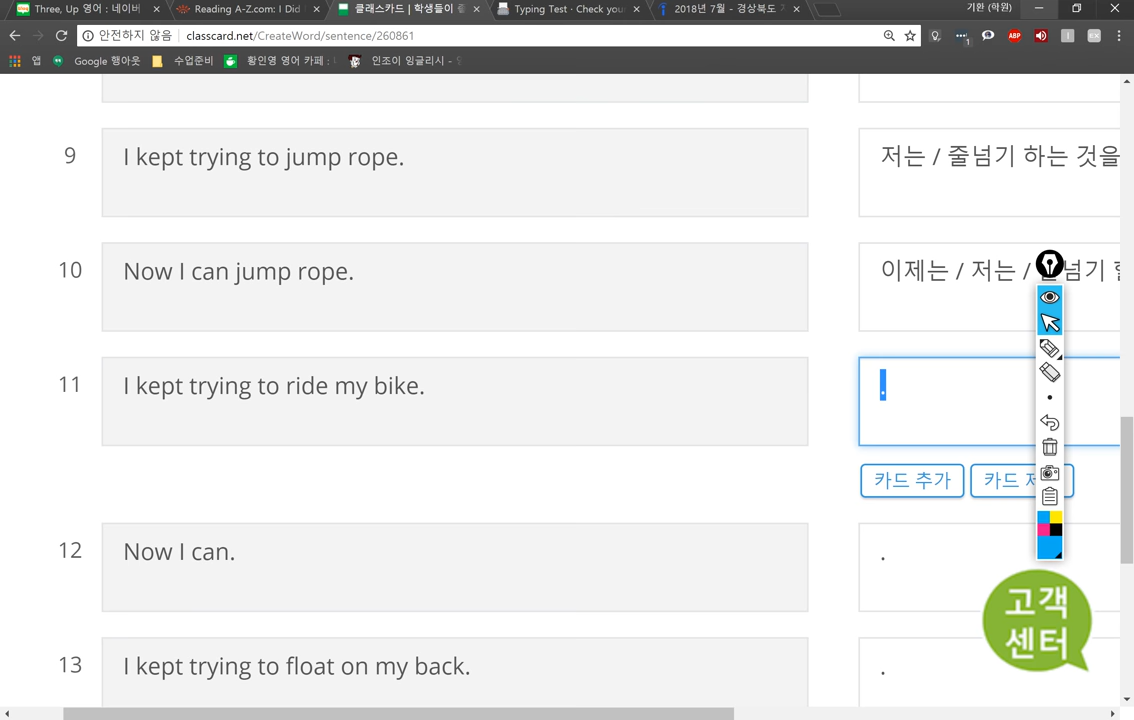 Three, Up 영어 : 네이버
Reading A-Z.com: I Did
클래스카드 | 학생들이 
Typing Test · Check your
2018년 7월 - 경상북도
기환 (학원)
안전하지 않음
classcard.net/CreateWord/sentence/260861
1
ABP
앱
Google 행아웃
수업준비
황인영 영어 카페 :
인조이 잉글리시 -
9
I kept trying to jump rope.
저는 / 줄넘기 하는 것을
10
Now I can jump rope.
이제는 / 저는 / 넘기
11
I kept trying to ride my bike.
.
카드 추가
카드
12
Now I can.
.
13
I kept trying to float on my back.
.
고객
센터